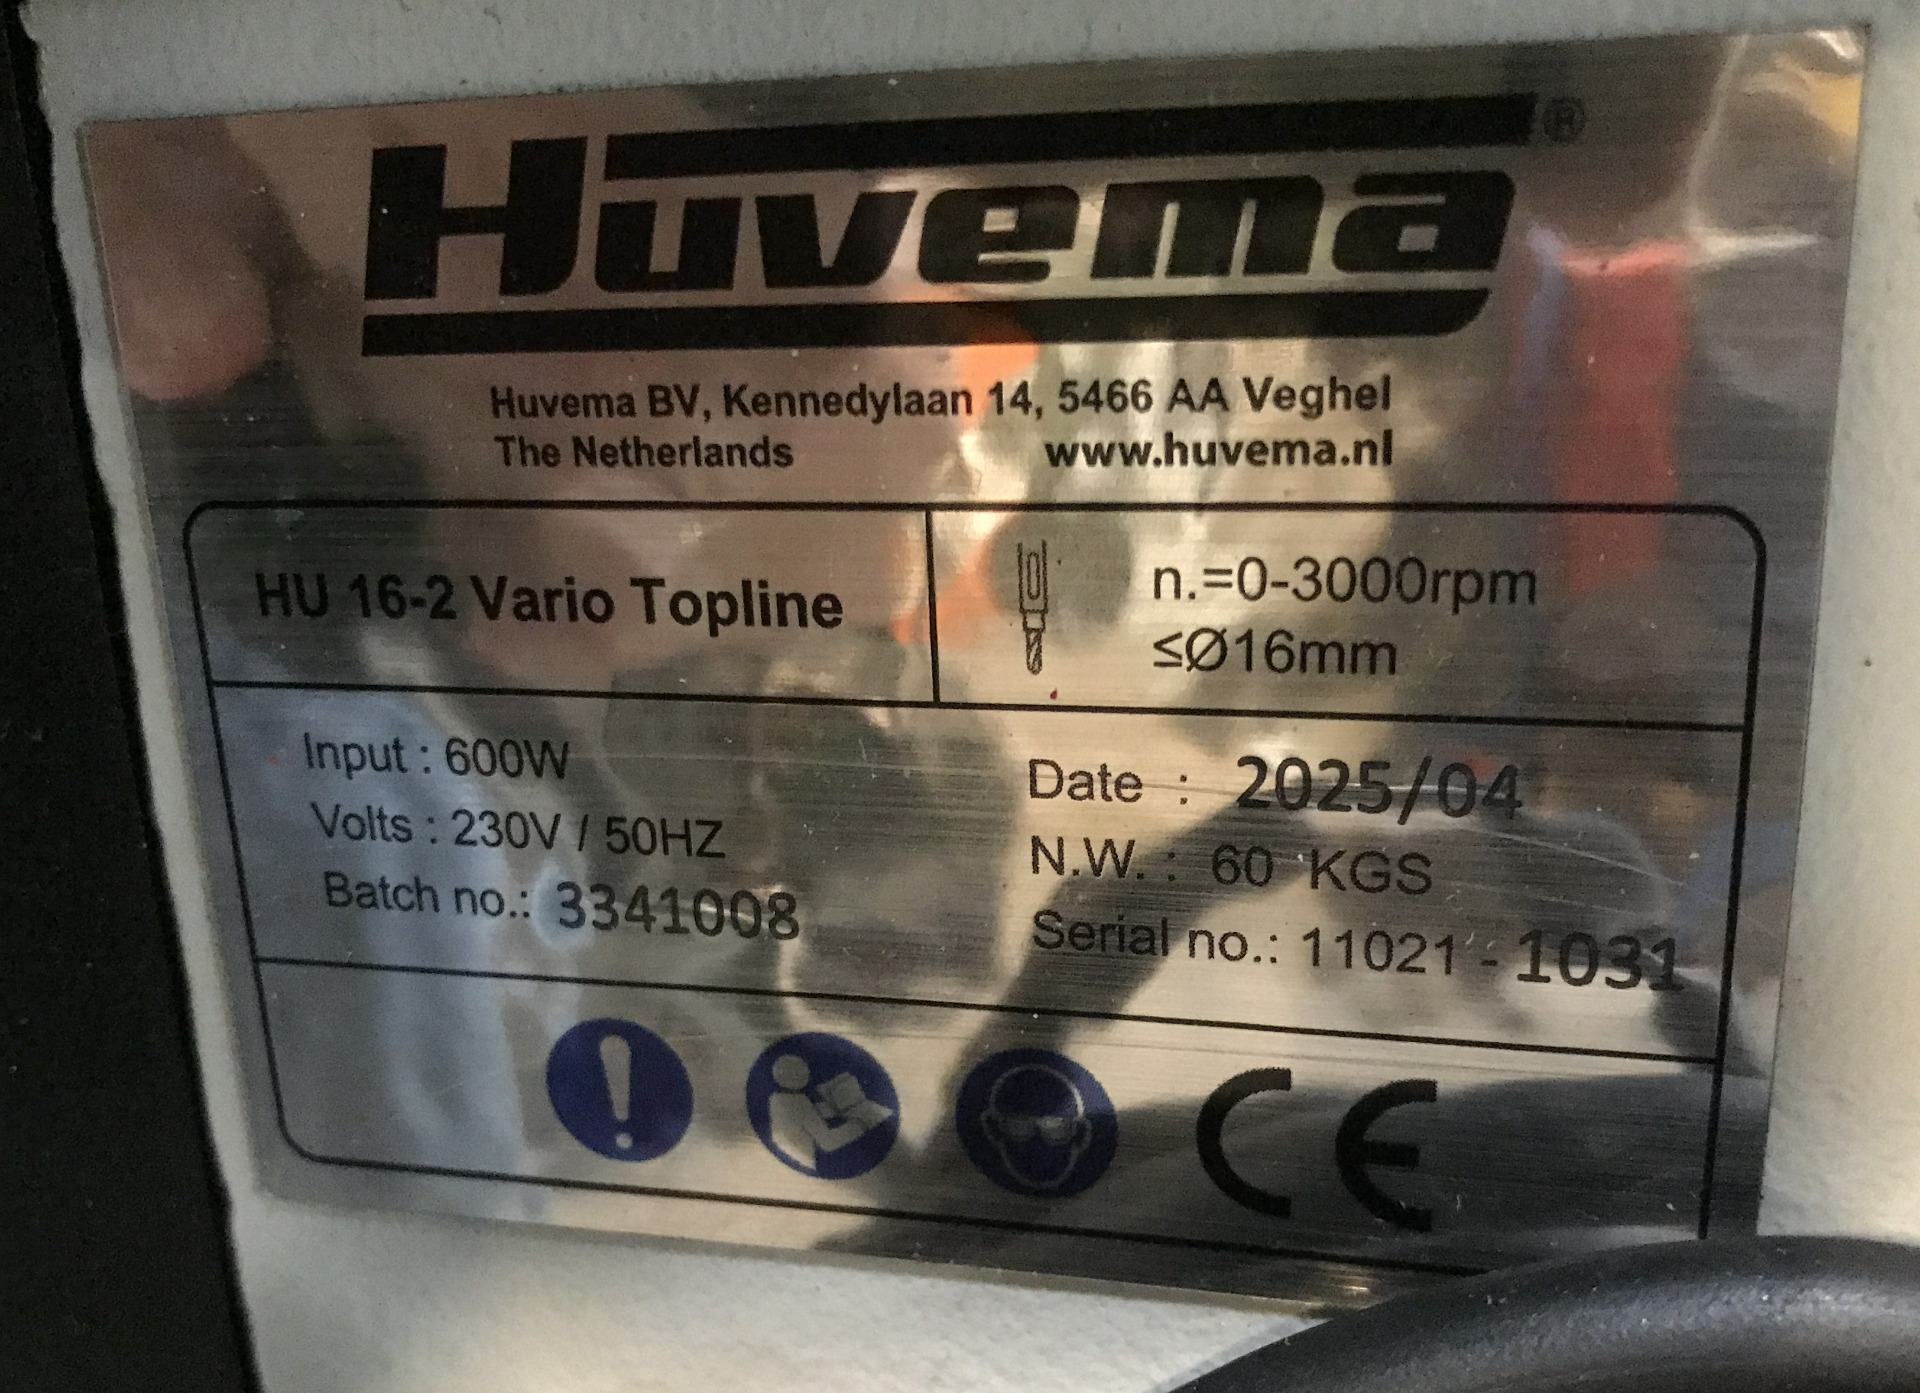 Huvema®
Huvema BV, Kennedylaan 14, 5466 AA Veghel
The Netherlands www.huvema.nl
HU 16-2 Vario Topline
n.=0-3000rpm
≤Ø16mm
Input : 600W
Volts : 230V / 50HZ
Batch no.: 3341008
Date : 2025/04
N.W. : 60 KGS
Serial no.: 11021 - 1031
CE